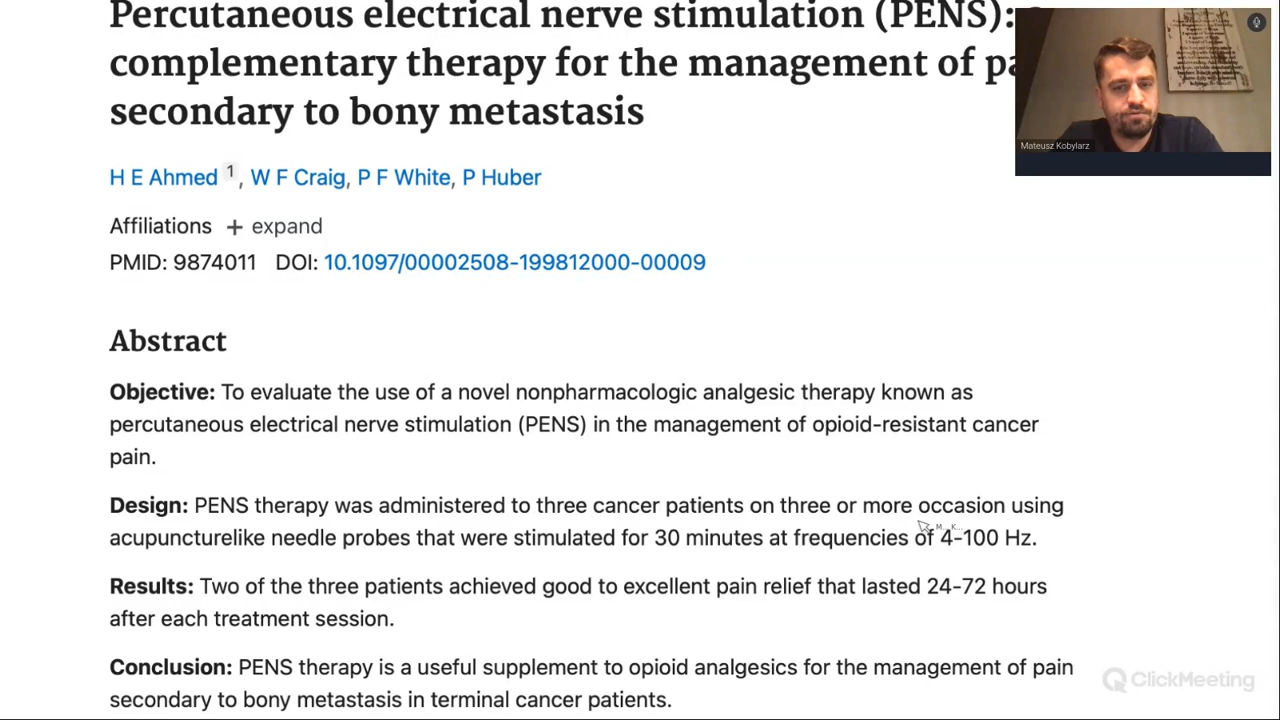 Percutaneous electrical nerve stimulation (PENS):
complementary therapy for the management of pa
secondary to bony metastasis
H E Ahmed 1, W F Craig, P F White, P Huber
Affiliations + expand
PMID: 9874011 DOI: 10.1097/00002508-199812000-00009
Abstract
Objective: To evaluate the use of a novel nonpharmacologic analgesic therapy known as
percutaneous electrical nerve stimulation (PENS) in the management of opioid-resistant cancer
pain.
Design: PENS therapy was administered to three cancer patients on three or more occasion using
acupuncturelike needle probes that were stimulated for 30 minutes at frequencies of 4-100 Hz.
Results: Two of the three patients achieved good to excellent pain relief that lasted 24-72 hours
after each treatment session.
Conclusion: PENS therapy is a useful supplement to opioid analgesics for the management of pain
secondary to bony metastasis in terminal cancer patients.
Mateusz Kobylarz
M... K...
ClickMeeting